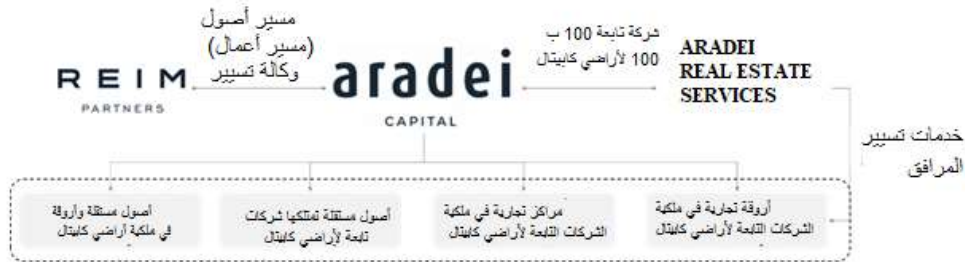 مسير أصول
(مسير أعمال)
وكالة تسيير
REIM
PARTNERS
aradei
CAPITAL
شركة تابعة 100 ب
100 لأراضي كابيتال
ARADEI
REAL ESTATE
SERVICES
خدمات تسيير
المرافق
أروقة تجارية في ملكية
الشركات التابعة لأراضي كابيتال
مراكز تجارية في ملكية
الشركات التابعة لأراضي كابيتال
أصول مستقلة تمتلكها شركات
تابعة لأراضي كابيتال
أصول مستقلة وأروقة
في ملكية أراضي كابيتال